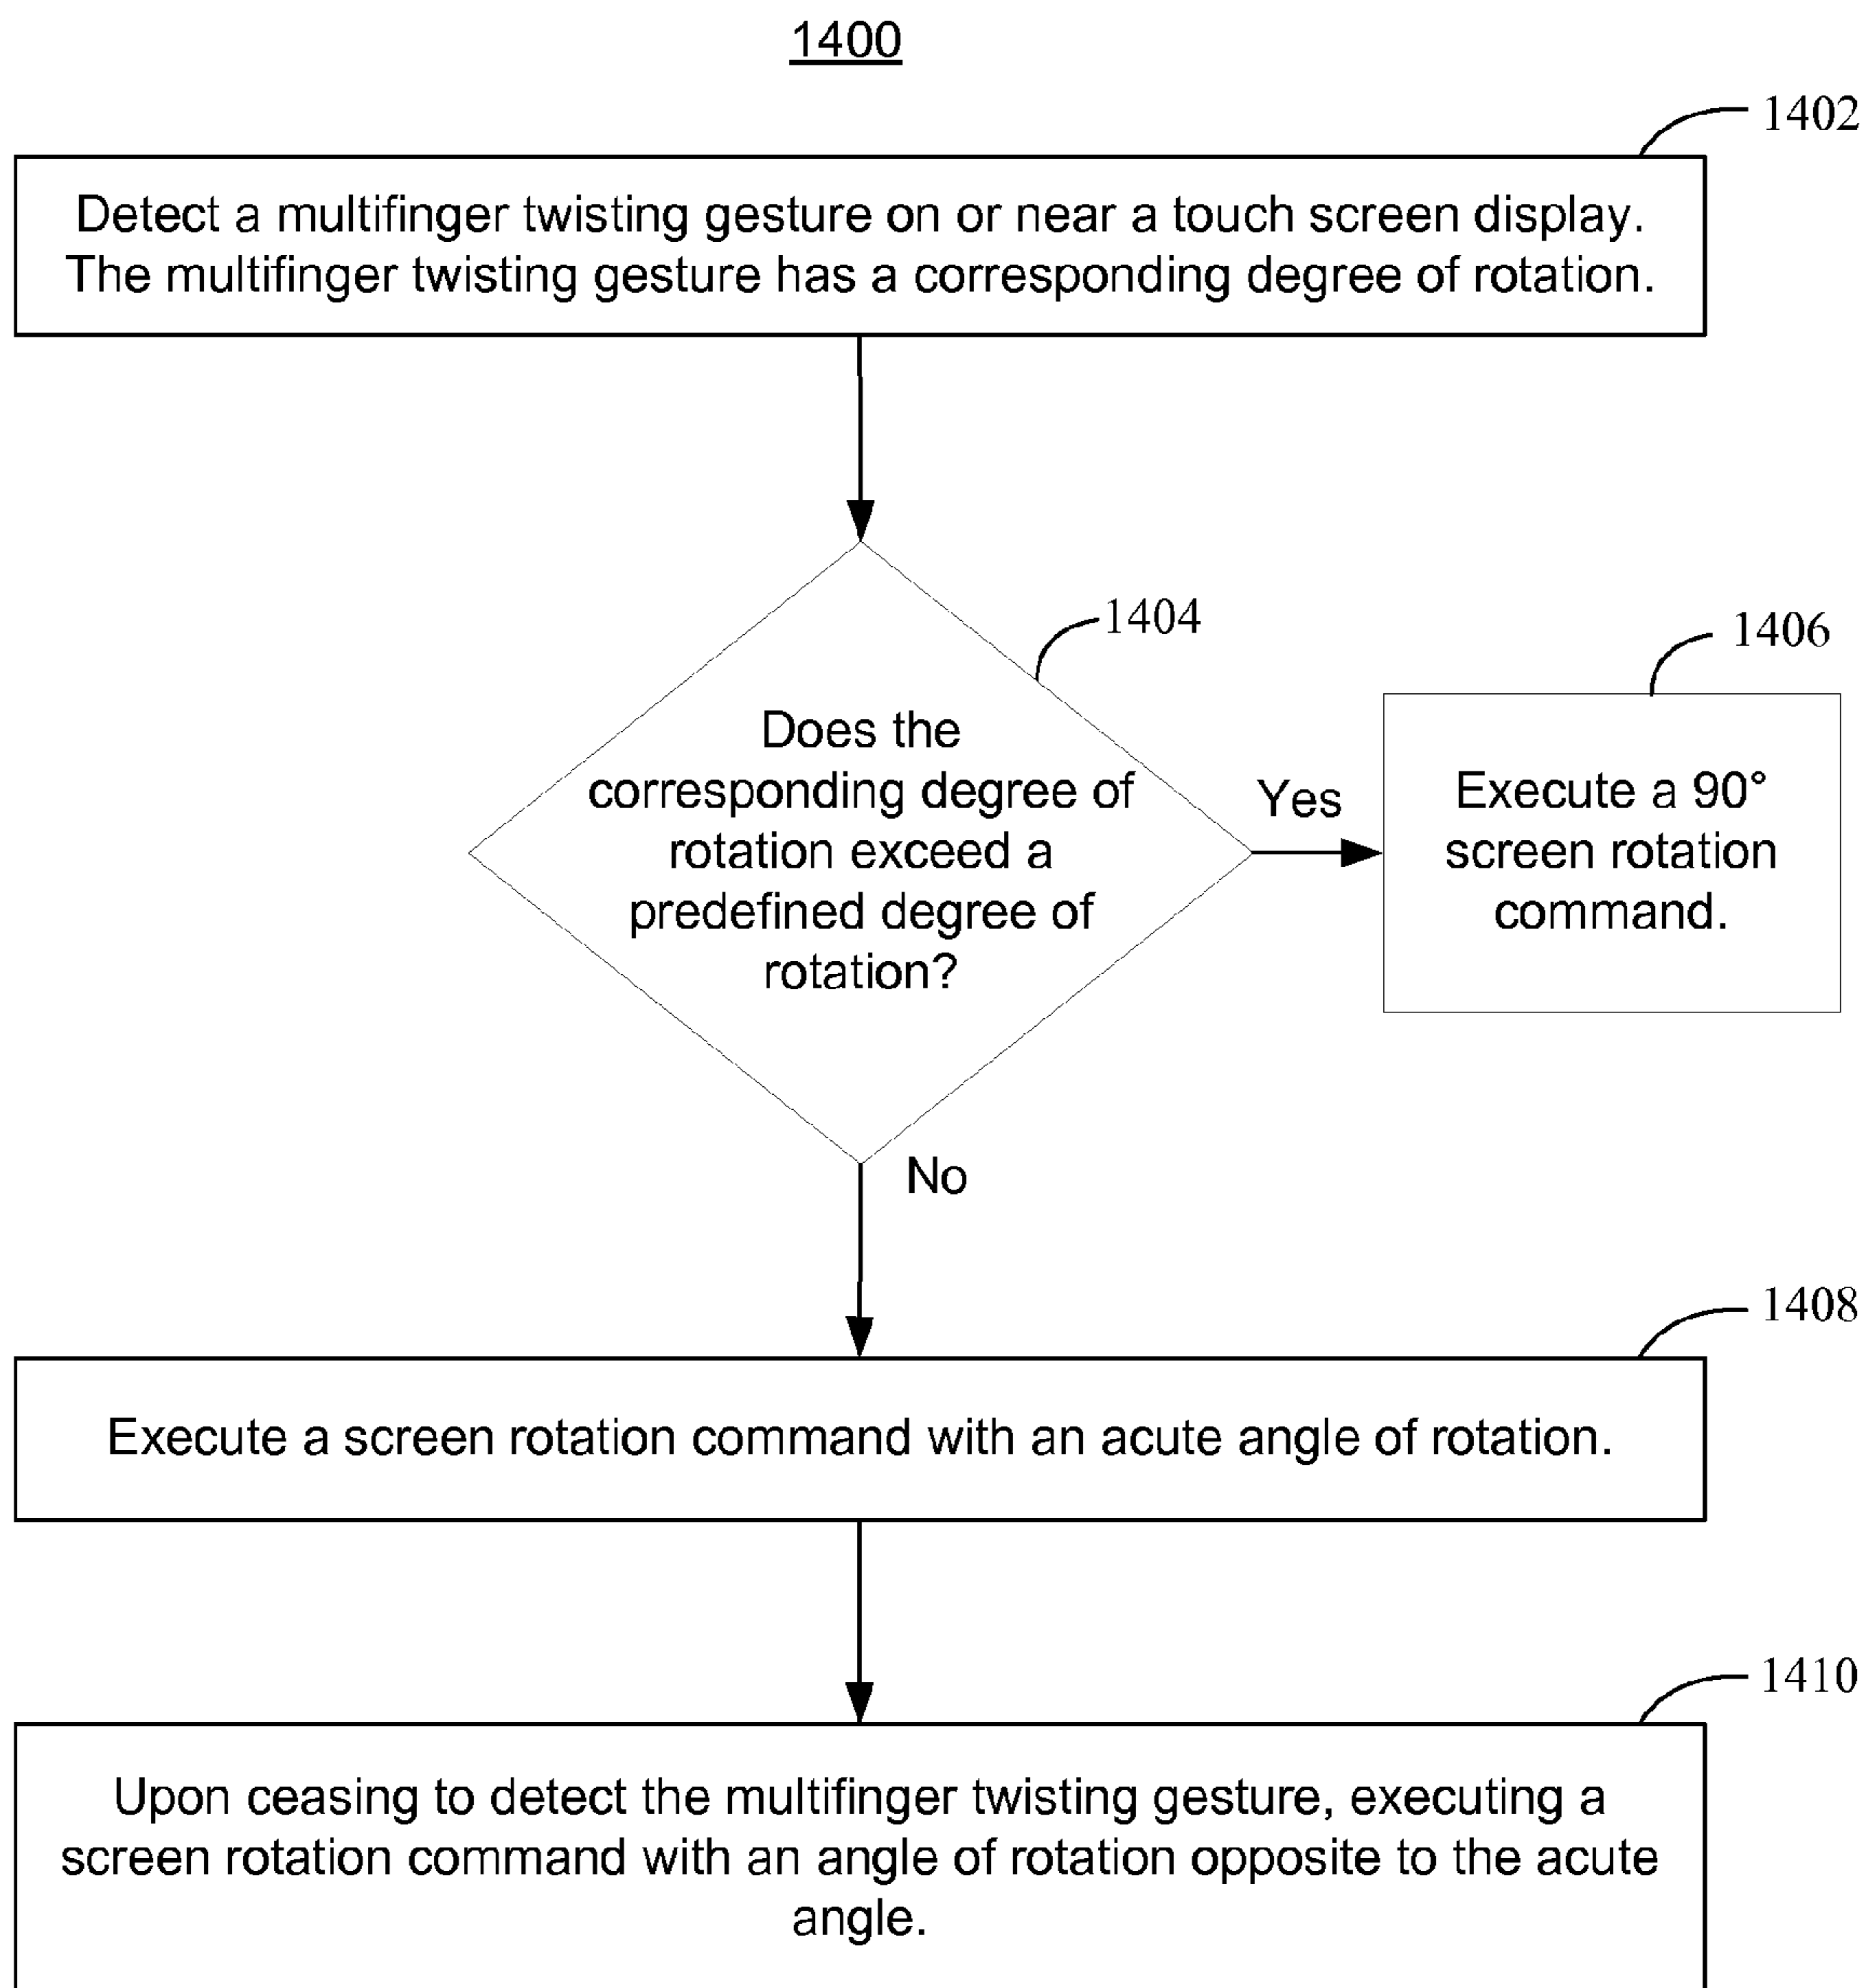 1400
1402
Detect a multifinger twisting gesture on or near a touch screen display.
The multifinger twisting gesture has a corresponding degree of rotation.
1404
Does the
corresponding degree of
rotation exceed a
predefined degree of
rotation?
Yes
1406
Execute a 90°
screen rotation
command.
No
1408
Execute a screen rotation command with an acute angle of rotation.
1410
Upon ceasing to detect the multifinger twisting gesture, executing a
screen rotation command with an angle of rotation opposite to the acute
angle.